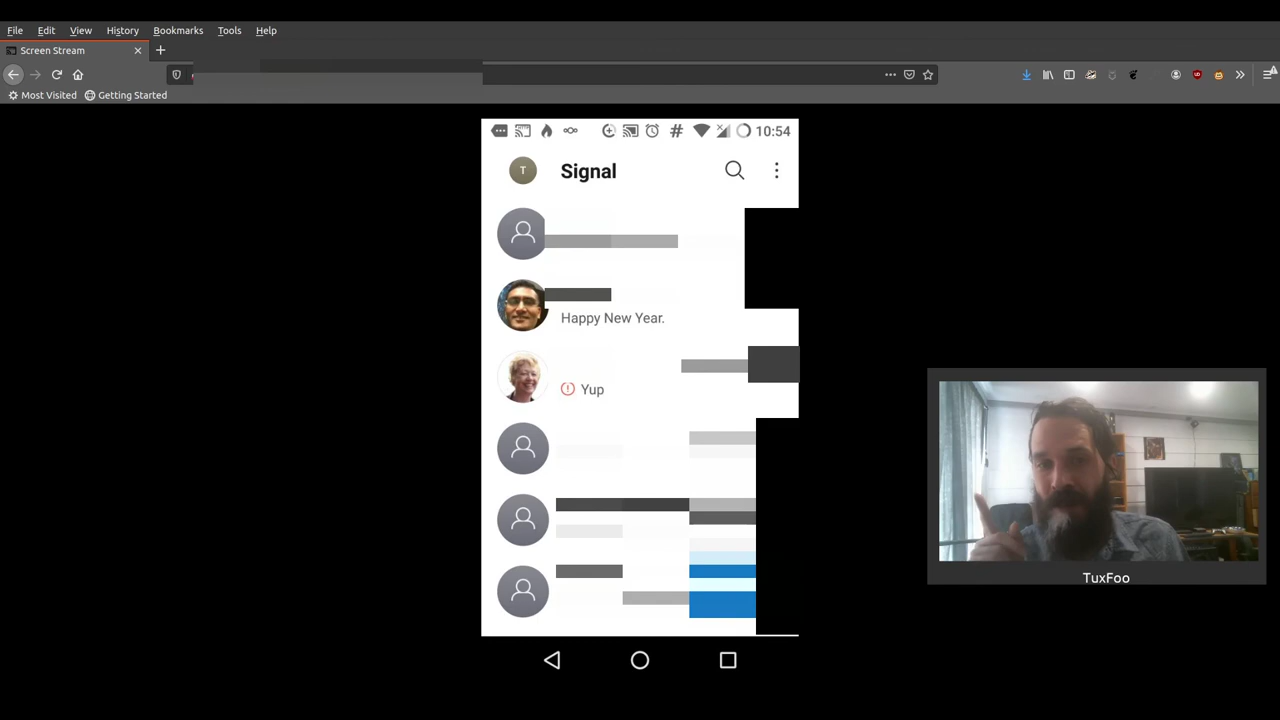 File Edit View History Bookmarks Tools Help
Screen Stream
Most Visited Getting Started
10:54
T Signal
Happy New Year.
Yup
TuxFoo